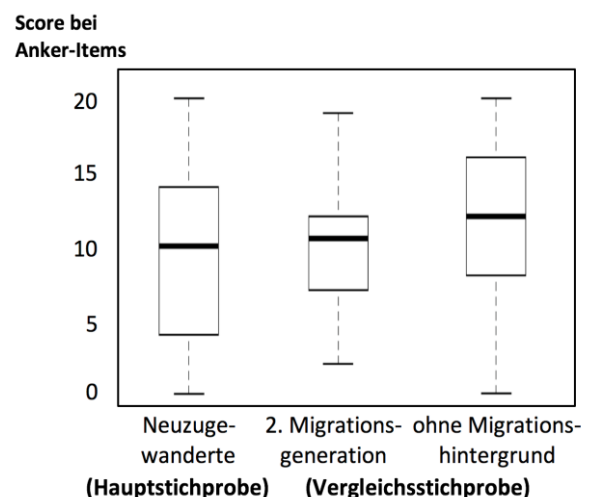 Score bei
Anker-Items
20
15
10
5
0
Neuzuge- 2. Migrations- ohne Migrations-
wanderte generation hintergrund
(Hauptstichprobe) (Vergleichsstichprobe)